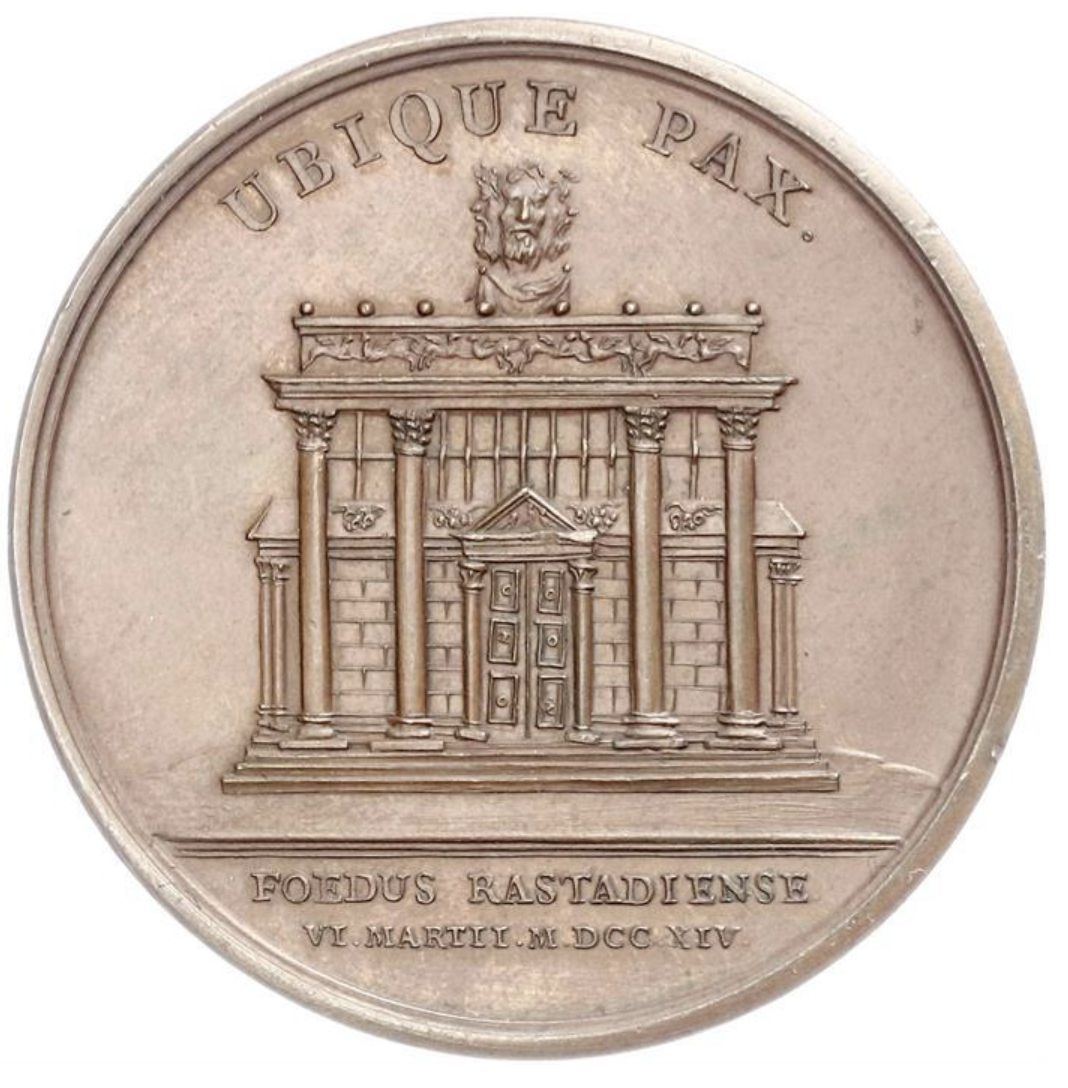 UBIQUE PAX.
FOEDUS RASTADIENSE
VI.MARTII.M.DCC.XIV